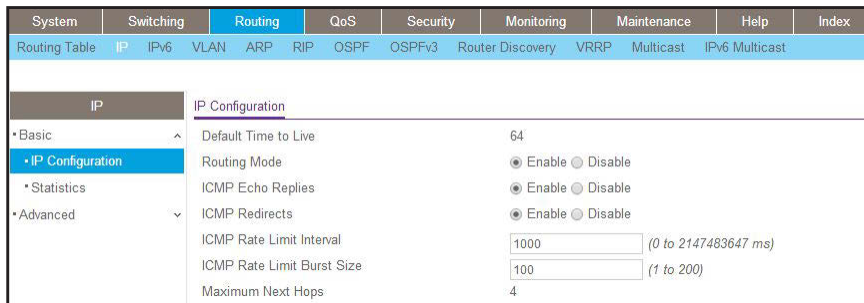 System Switching Routing QoS Security Monitoring Maintenance Help Index
Routing Table IP IPv6 VLAN ARP RIP OSPF OSPFv3 Router Discovery VRRP Multicast IPv6 Multicast
IP
Basic
IP Configuration
Statistics
Advanced
IP Configuration
Default Time to Live 64
Routing Mode Enable Disable
ICMP Echo Replies Enable Disable
ICMP Redirects Enable Disable
ICMP Rate Limit Interval 1000 (0 to 2147483647 ms)
ICMP Rate Limit Burst Size 100 (1 to 200)
Maximum Next Hops 4